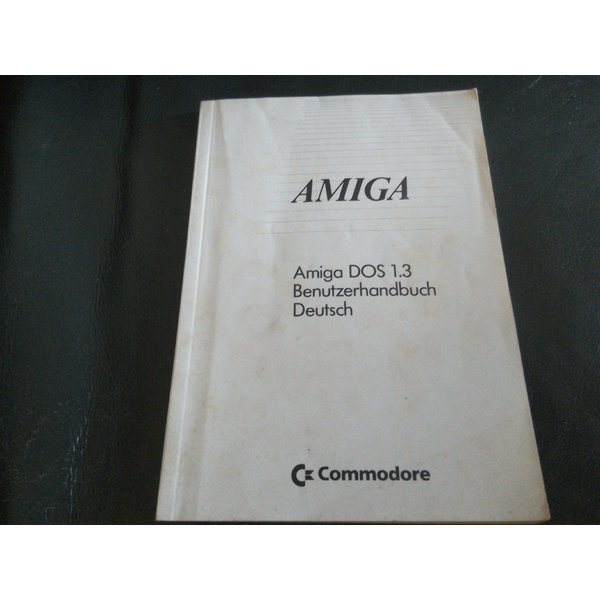 AMIGA
Amiga DOS 1.3
Benutzerhandbuch
Deutsch
Commodore